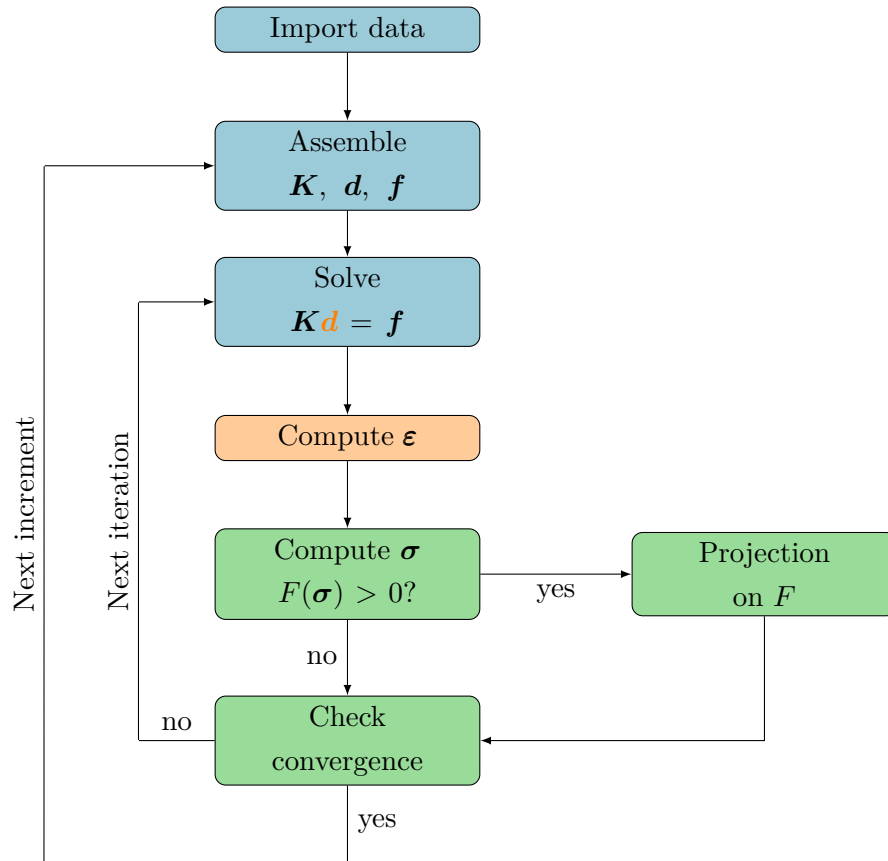 Import data
Assemble
K, d, f
Solve
Kd = f
Compute ε
Compute σ
F(σ) > 0?
yes
Projection
on F
no
Check
convergence
no
yes
Next iteration
Next increment